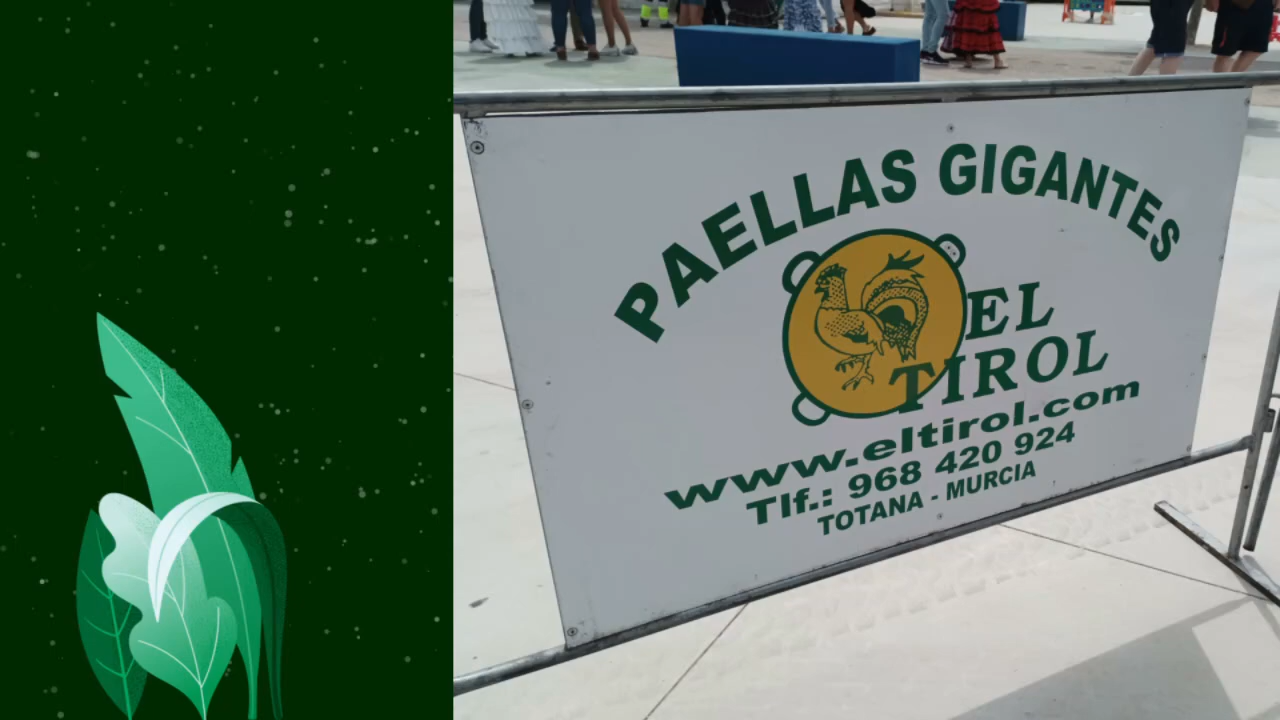 PAELLAS GIGANTES
EL
TIROL
www.eltirol.com
Tlf.: 968 420 924
TOTANA - MURCIA